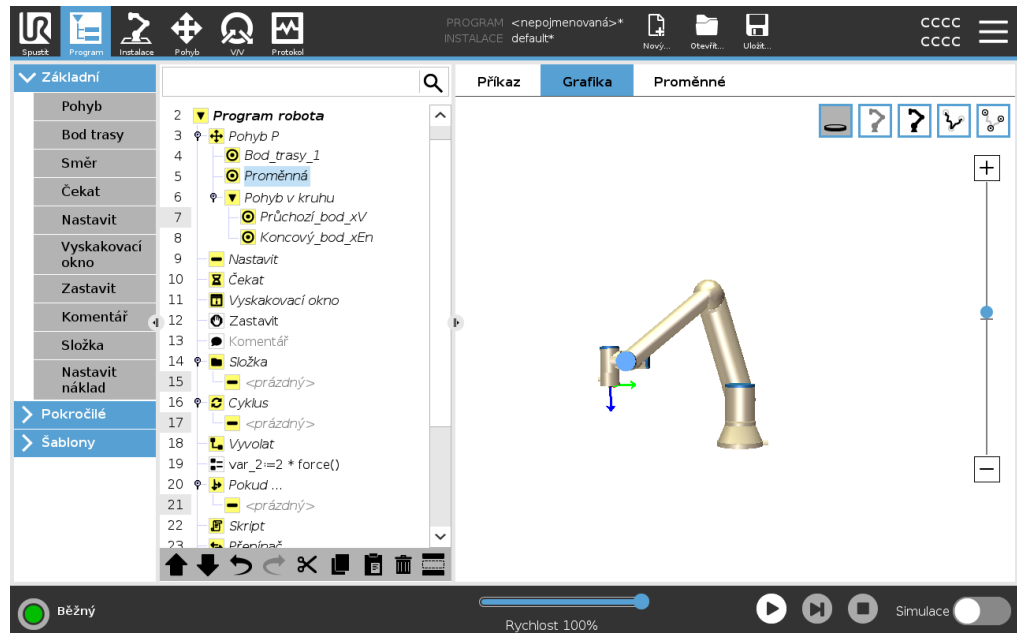 UR
PROGRAM <nepojmenovaná>*
INSTALACE default*
Spustit
Program
Instalace
Pohyb
V/V
Protokol
Nový...
Otevřít...
Uložit...
CCCC
CCCC
Základní
Pohyb
Bod trasy
Směr
Čekat
Nastavit
Vyskakovací
okno
Zastavit
Komentář
Složka
Nastavit
náklad
Pokročilé
Šablony
2 Program robota
3 Pohyb P
4 Bod_trasy_1
5 Proměnná
6 Pohyb v kruhu
7 Průchozí_bod_xV
8 Koncový_bod_xEn
9 Nastavit
10 Čekat
11 Vyskakovací okno
12 Zastavit
13 Komentář
14 Složka
15 <prázdný>
16 Cyklus
17 <prázdný>
18 Vyvolat
19 var_2:=2 * force()
20 Pokud ...
21 <prázdný>
22 Skript
23 Přepínač
Příkaz
Grafika
Proměnné
Běžný
Rychlost 100%
Simulace